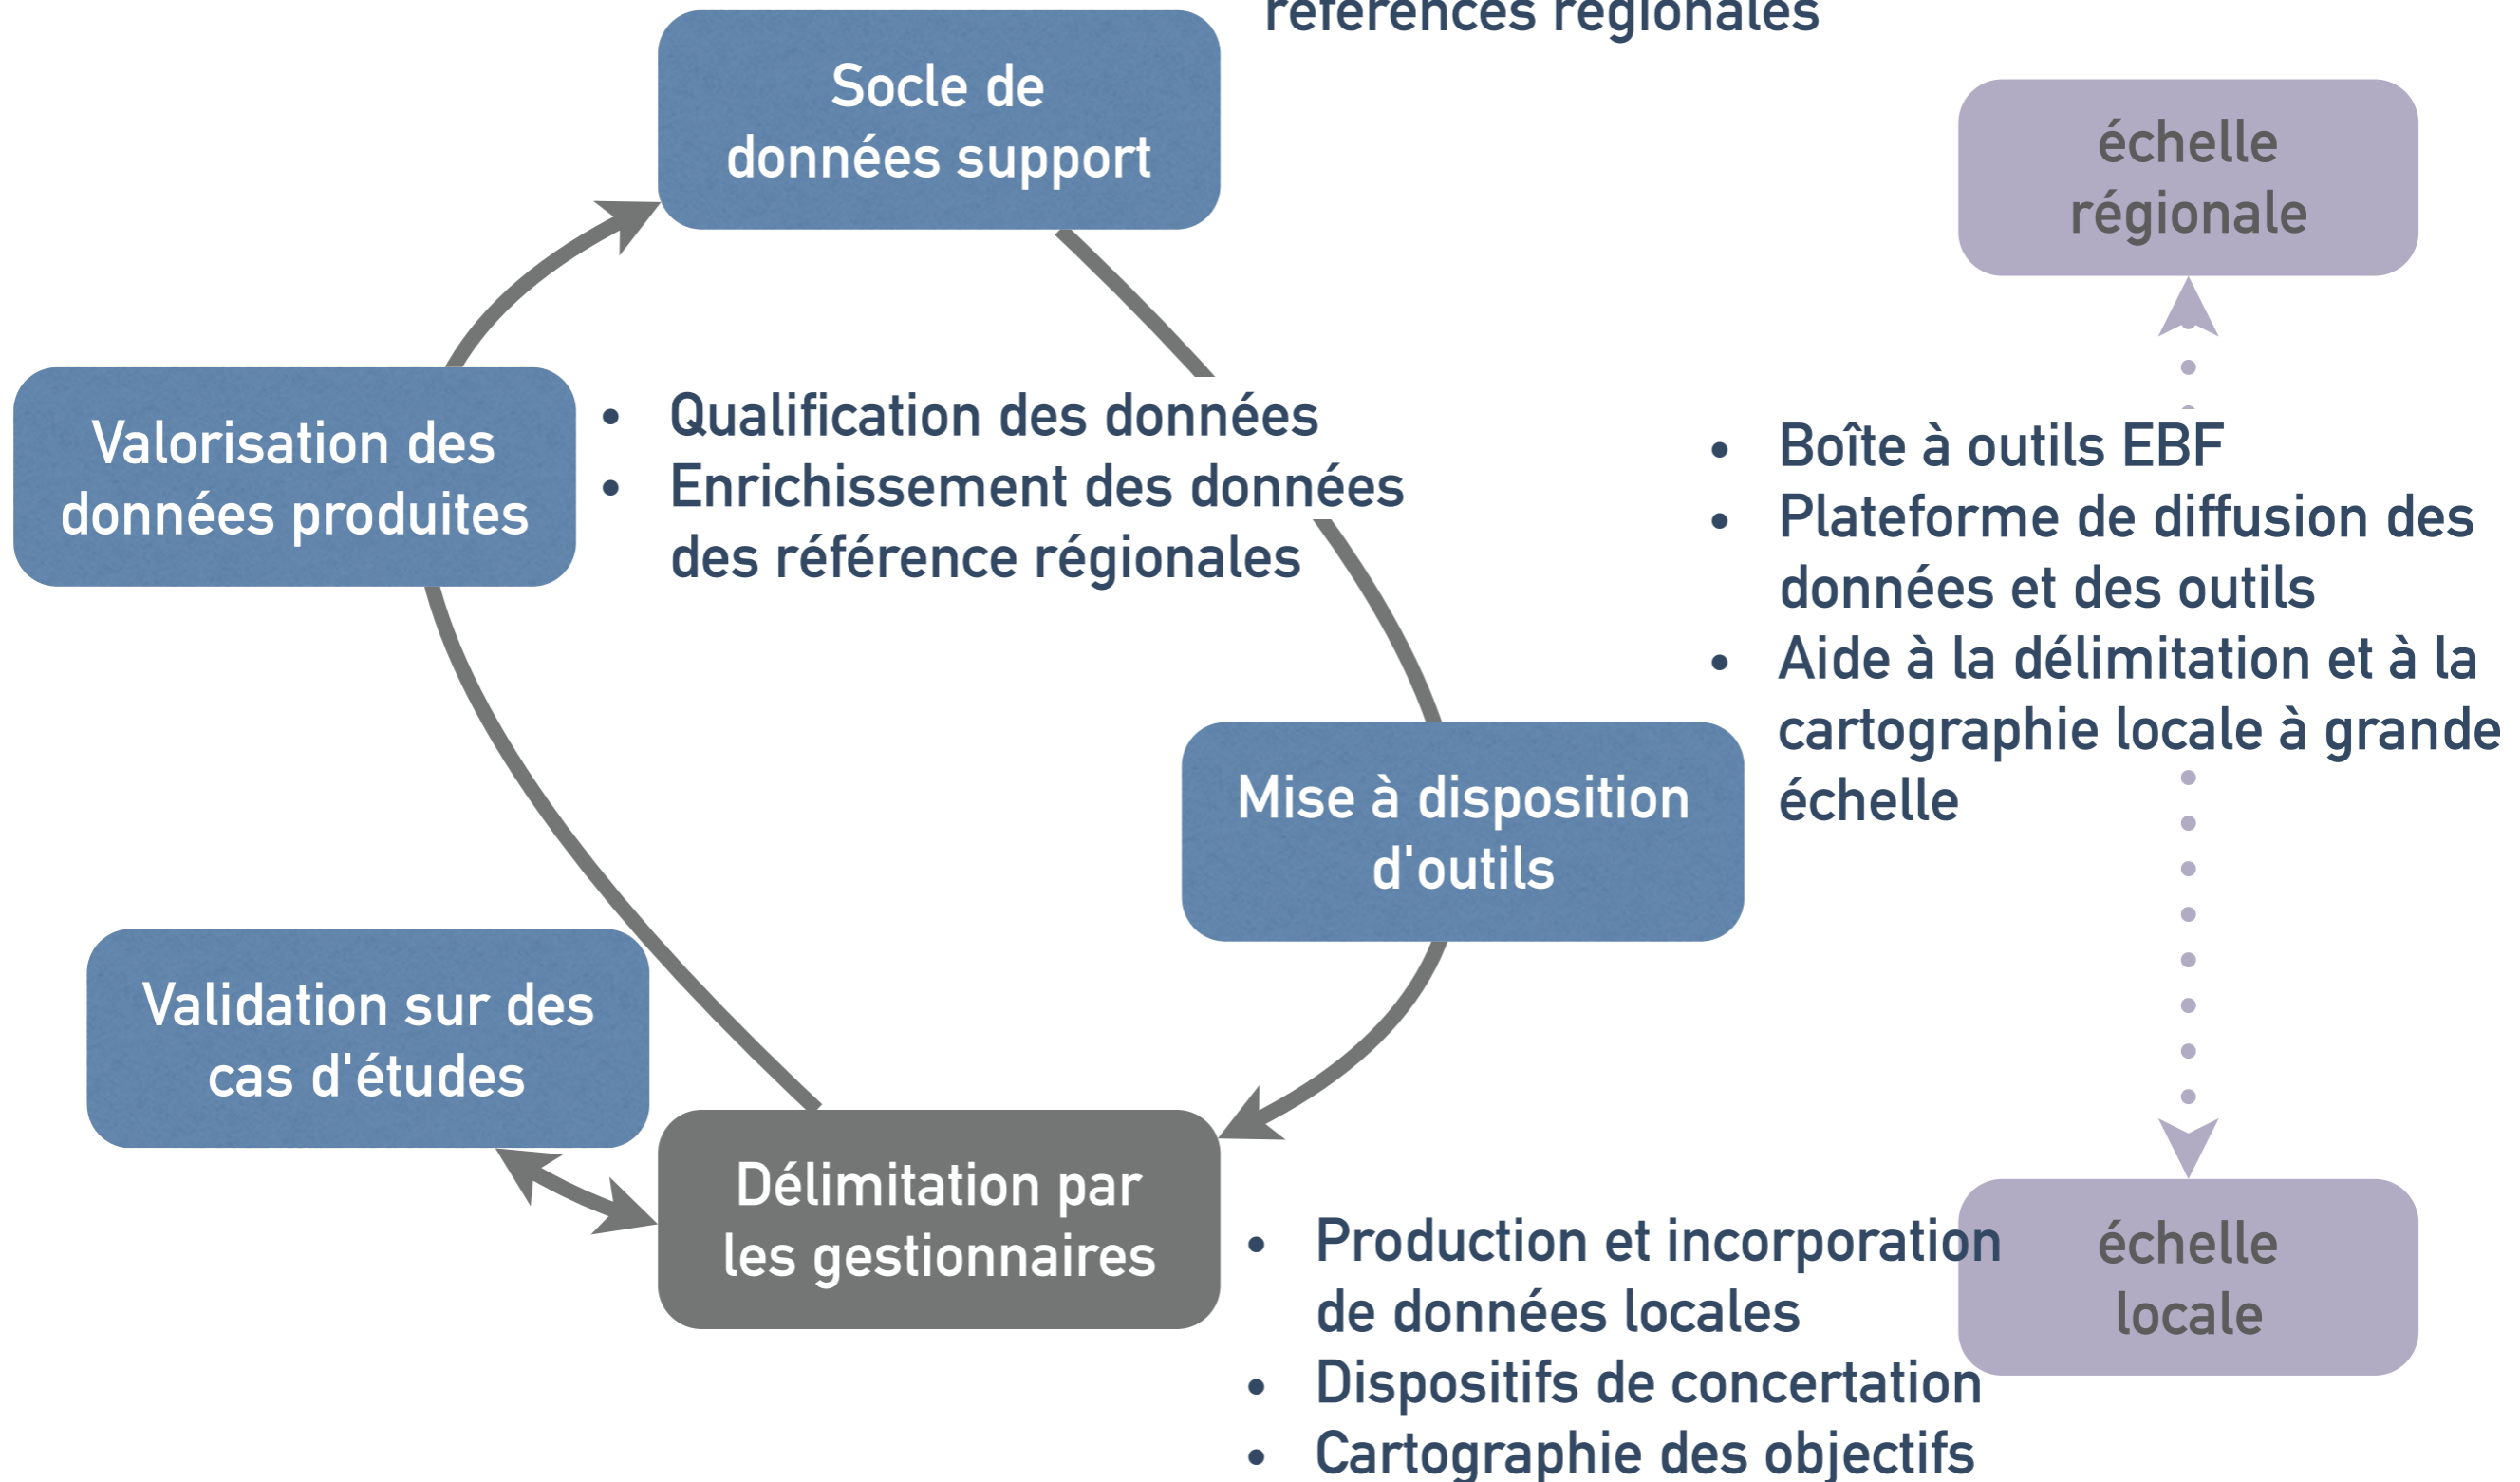 références régionales
Socle de
données support
échelle
régionale
Valorisation des
données produites
• Qualification des données
• Enrichissement des données
des référence régionales
• Boîte à outils EBF
• Plateforme de diffusion des
données et des outils
• Aide à la délimitation et à la
cartographie locale à grande
échelle
Mise à disposition
d'outils
Validation sur des
cas d'études
Délimitation par
les gestionnaires
• Production et incorporation
de données locales
• Dispositifs de concertation
• Cartographie des objectifs
échelle
locale